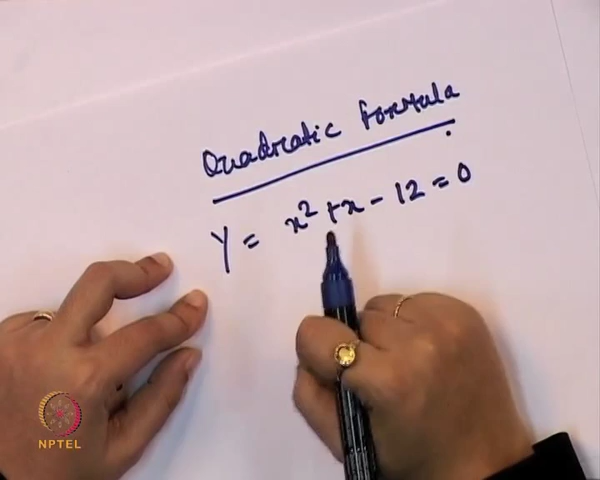 Quadratic formula
Y = x² + x - 12 = 0
NPTEL